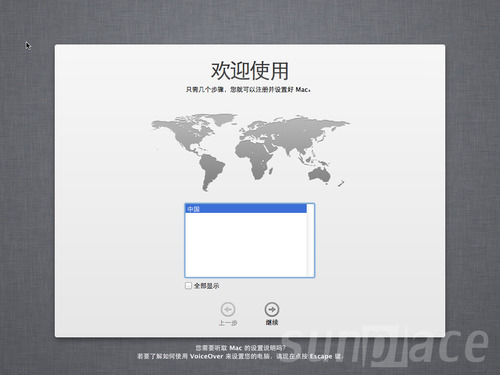 欢迎使用
只需几个步骤，您就可以注册并设置好 Mac。
中国
全部显示
上一步
继续
您需要听取 Mac 的设置说明吗？
若要了解如何使用 VoiceOver 来设置您的电脑，请现在点按 Escape 键。
sunplace